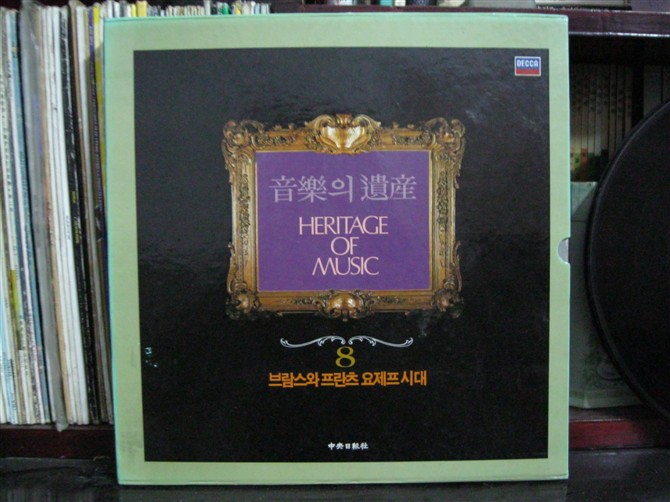 DECCA
音樂의 遺産
HERITAGE
OF
MUSIC
8
브람스와 프란츠 요제프 시대
中央日報社